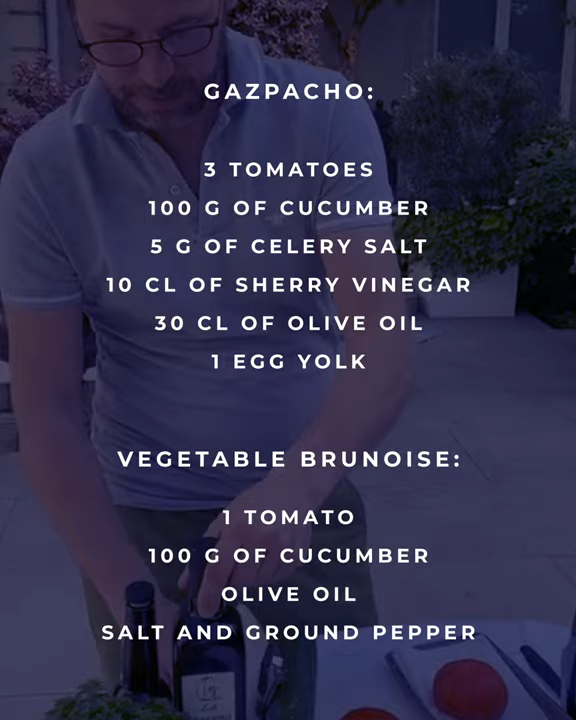 GAZPACHO:
3 TOMATOES
100 G OF CUCUMBER
5 G OF CELERY SALT
10 CL OF SHERRY VINEGAR
30 CL OF OLIVE OIL
1 EGG YOLK
VEGETABLE BRUNOISE:
1 TOMATO
100 G OF CUCUMBER
OLIVE OIL
SALT AND GROUND PEPPER